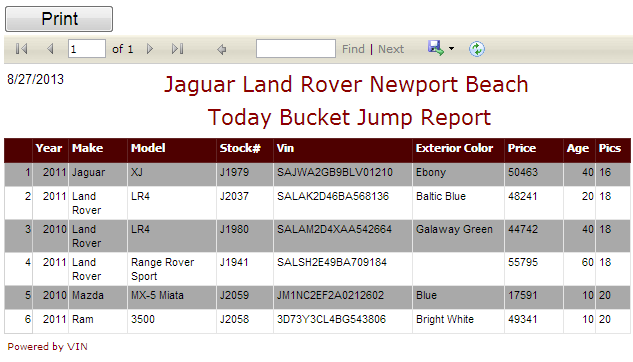 Print
1 of 1 Find | Next
8/27/2013
Jaguar Land Rover Newport Beach
Today Bucket Jump Report
Year Make Model Stock# Vin Exterior Color Price Age Pics
1 2011 Jaguar XJ J1979 SAJWA2GB9BLV01210 Ebony 50463 40 16
2 2011 Land Rover LR4 J2037 SALAK2D46BA568136 Baltic Blue 48241 20 18
3 2010 Land Rover LR4 J1980 SALAM2D4XAA542664 Galaway Green 44742 40 18
4 2011 Land Rover Range Rover Sport J1941 SALSH2E49BA709184 55795 60 18
5 2010 Mazda MX-5 Miata J2059 JM1NC2EF2A0212602 Blue 17591 10 20
6 2011 Ram 3500 J2058 3D73Y3CL4BG543806 Bright White 49341 10 20
Powered by VIN